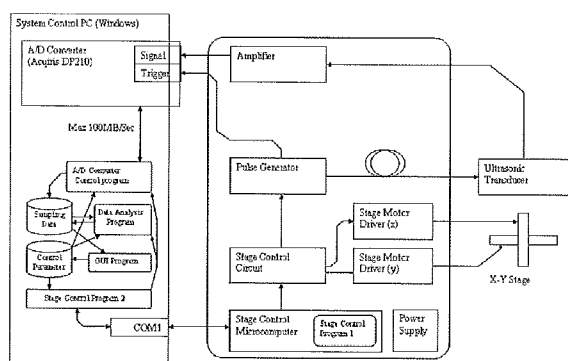 System Control PC (Windows)
A/D Converter
(Acqiris DP210)
Signal
Trigger
Max 100MB/Sec
A/D Converter
Control program
Sampling
Data
Data Analysis
Program
Control
Parameter
GUI Program
Stage Control Program 2
COM1
Amplifier
Pulse Generator
Stage Control
Circuit
Stage Motor
Driver (x)
Stage Motor
Driver (y)
Stage Control
Microcomputer
Stage Control
Program 1
Power
Supply
Ultrasonic
Transducer
X-Y Stage